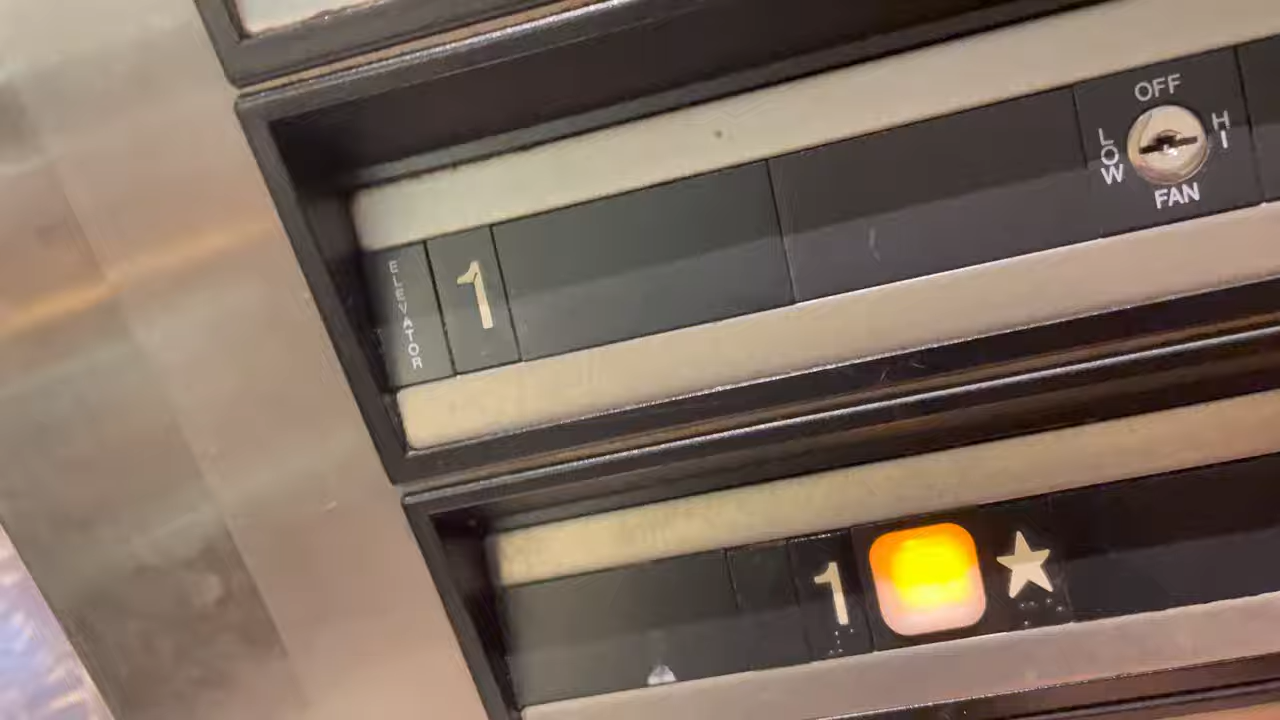 OFF
LOW
HI
FAN
ELEVATOR
1
1 ★